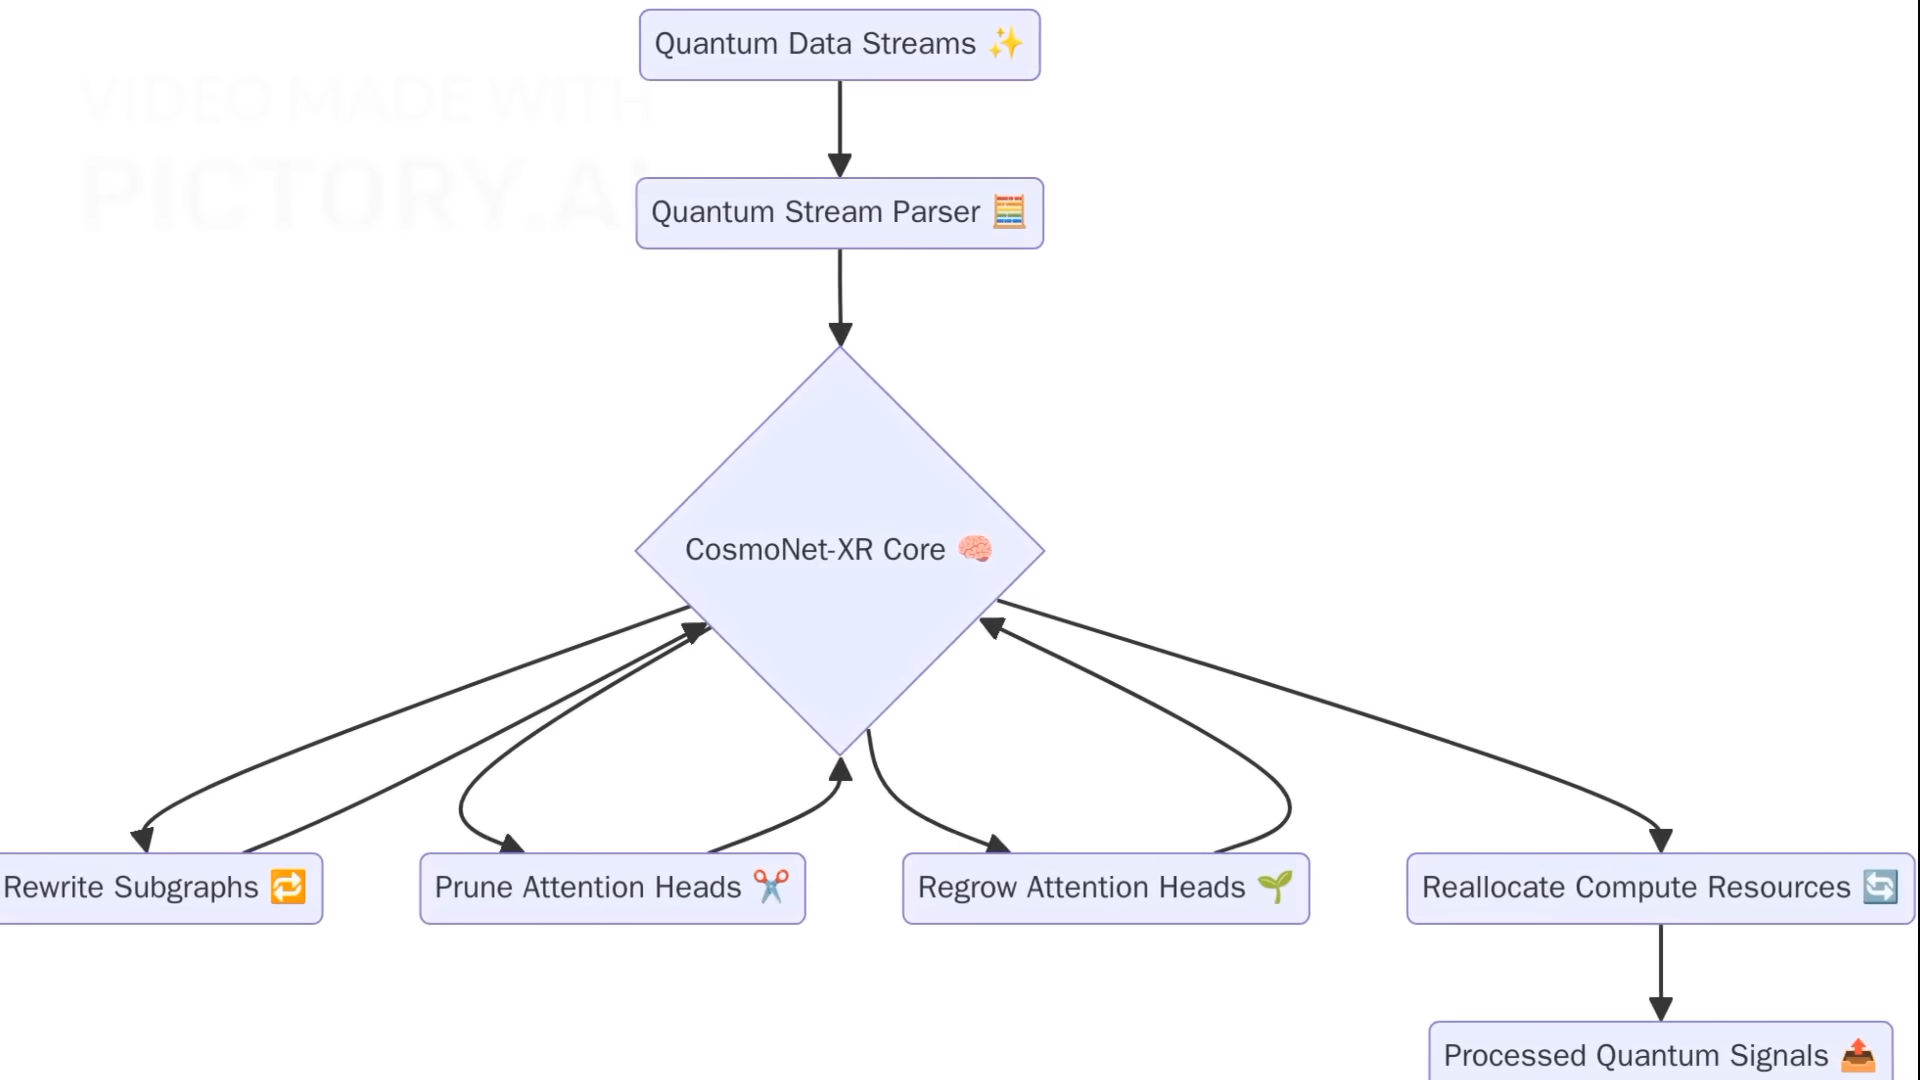 Quantum Data Streams ✨
VIDEO MADE WITH
PICTORY.AI
Quantum Stream Parser 🧮
CosmoNet-XR Core 🧠
Rewrite Subgraphs 🔁
Prune Attention Heads ✂️
Regrow Attention Heads 🌱
Reallocate Compute Resources 🔄
Processed Quantum Signals 📤